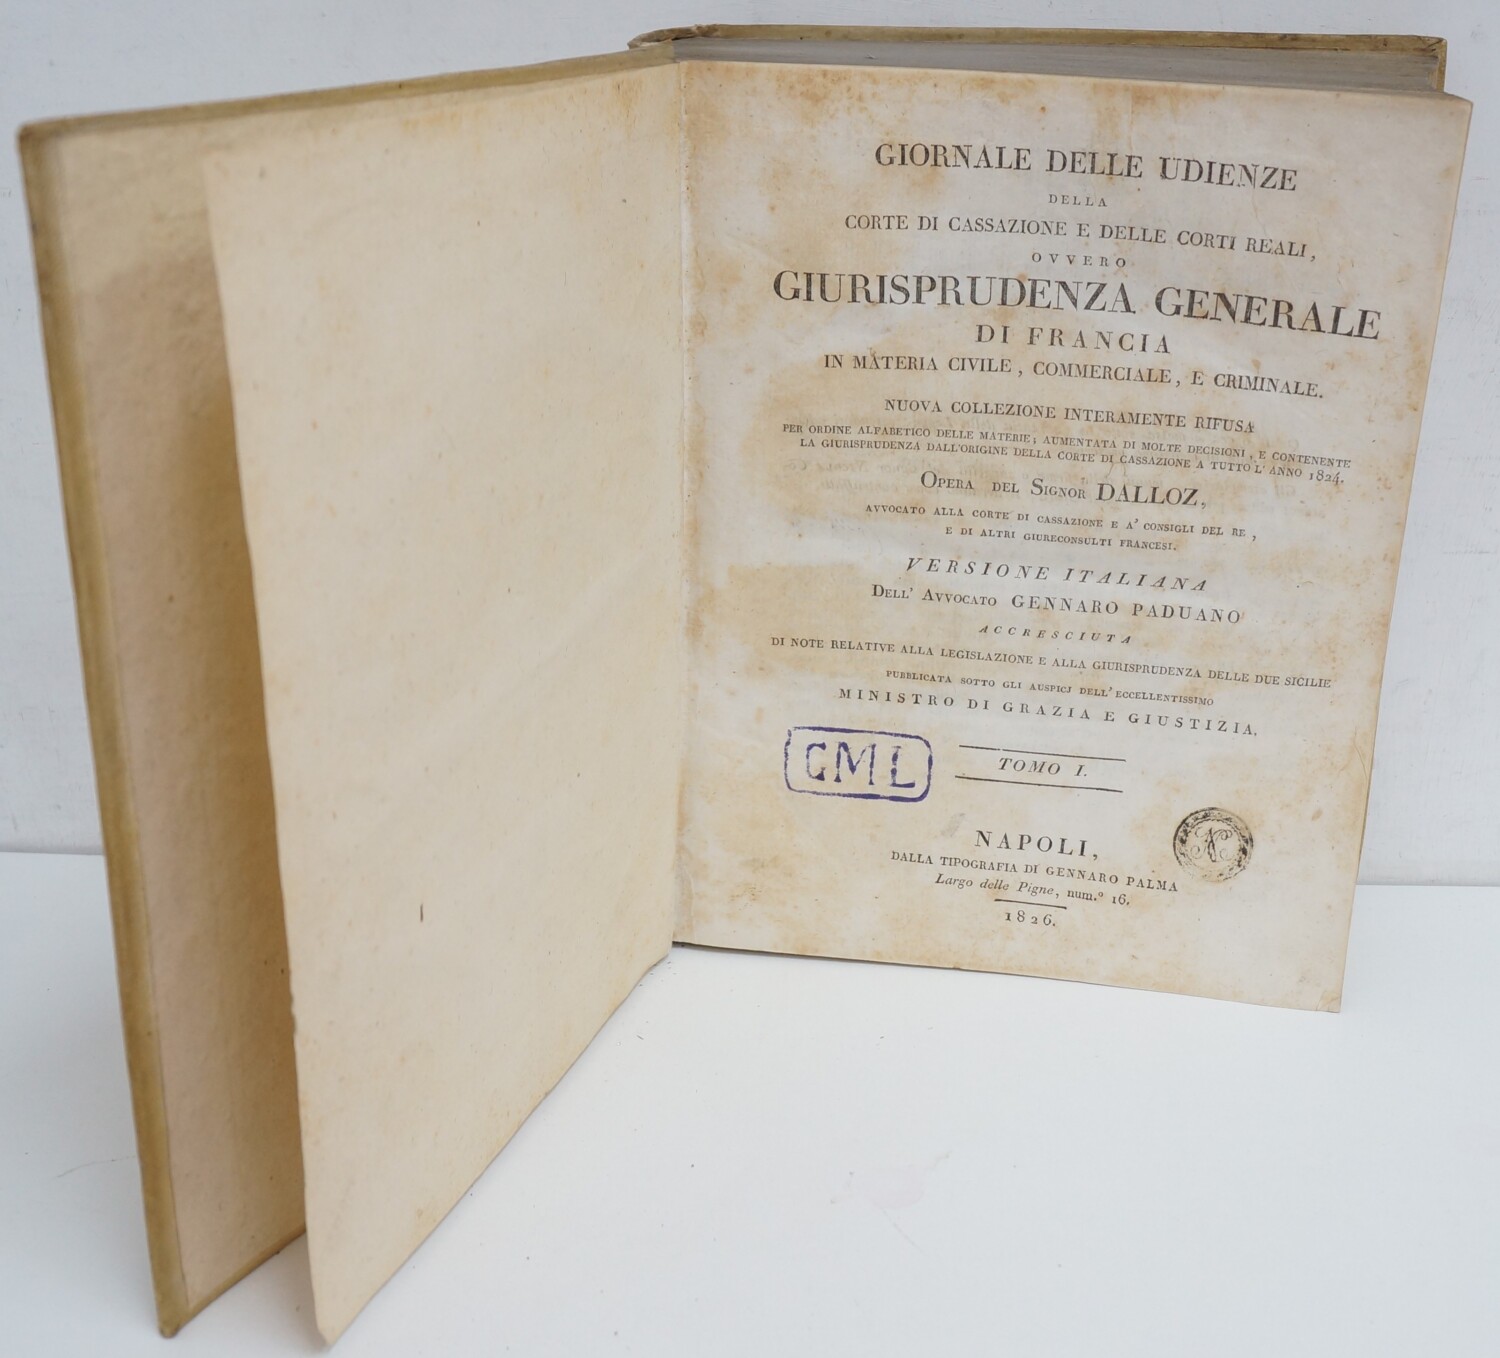 GIORNALE DELLE UDIENZE
DELLA
CORTE DI CASSAZIONE E DELLE CORTI REALI,
OVVERO
GIURISPRUDENZA GENERALE
DI FRANCIA
IN MATERIA CIVILE, COMMERCIALE, E CRIMINALE.
NUOVA COLLEZIONE INTERAMENTE RIFUSA
PER ORDINE ALFABETICO DELLE MATERIE; AUMENTATA DI MOLTE DECISIONI, E CONTENENTE
LA GIURISPRUDENZA DALL'ORIGINE DELLA CORTE DI CASSAZIONE A TUTTO L'ANNO 1824.
OPERA DEL SIGNOR DALLOZ,
AVVOCATO ALLA CORTE DI CASSAZIONE E A' CONSIGLI DEL RE,
E DI ALTRI GIURECONSULTI FRANCESI.
VERSIONE ITALIANA
DELL' AVVOCATO GENNARO PADUANO
ACCRESCIUTA
DI NOTE RELATIVE ALLA LEGISLAZIONE E ALLA GIURISPRUDENZA DELLE DUE SICILIE
PUBBLICATA SOTTO GLI AUSPICJ DELL'ECCELLENTISSIMO
MINISTRO DI GRAZIA E GIUSTIZIA.
GML
TOMO I.
NAPOLI,
DALLA TIPOGRAFIA DI GENNARO PALMA
Largo delle Pigne, num.º 16.
1826.